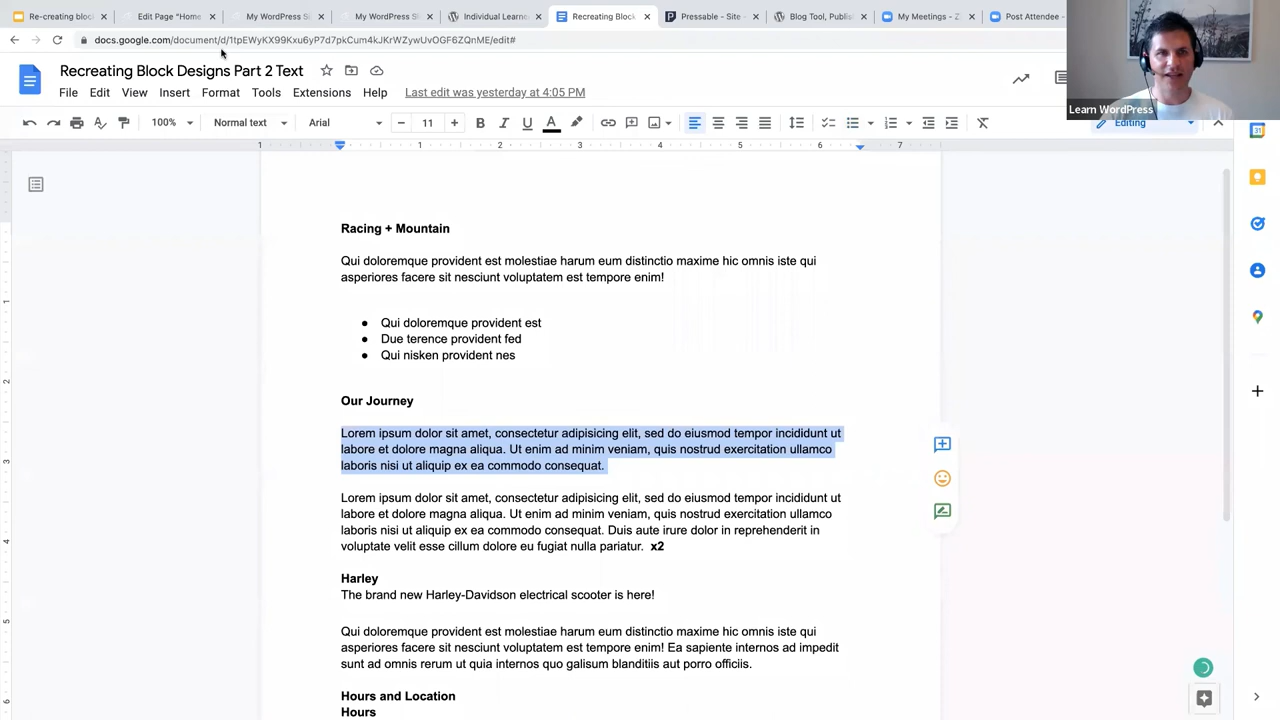 Re-creating bloc
Edit Page "Home
My WordPress Si
My WordPress Si
Individual Learn
Recreating Block
Pressable - Site
Blog Tool, Publis
My Meetings - Z
Post Attendee
docs.google.com/document/d/1tpEWyKX99Kxu6yP7d7pkCum4kJKrWZywUvOGF6ZQnME/edit#
Recreating Block Designs Part 2 Text
File Edit View Insert Format Tools Extensions Help Last edit was yesterday at 4:05 PM
Learn WordPress
100% Normal text Arial 11 Editing
1 1 2 3 4 5 6 7
Racing + Mountain
Qui doloremque provident est molestiae harum eum distinctio maxime hic omnis iste qui
asperiores facere sit nesciunt voluptatem est tempore enim!
● Qui doloremque provident est
● Due terence provident fed
● Qui nisken provident nes
Our Journey
Lorem ipsum dolor sit amet, consectetur adipisicing elit, sed do eiusmod tempor incididunt ut
labore et dolore magna aliqua. Ut enim ad minim veniam, quis nostrud exercitation ullamco
laboris nisi ut aliquip ex ea commodo consequat.
Lorem ipsum dolor sit amet, consectetur adipisicing elit, sed do eiusmod tempor incididunt ut
labore et dolore magna aliqua. Ut enim ad minim veniam, quis nostrud exercitation ullamco
laboris nisi ut aliquip ex ea commodo consequat. Duis aute irure dolor in reprehenderit in
voluptate velit esse cillum dolore eu fugiat nulla pariatur. x2
Harley
The brand new Harley-Davidson electrical scooter is here!
Qui doloremque provident est molestiae harum eum distinctio maxime hic omnis iste qui
asperiores facere sit nesciunt voluptatem est tempore enim! Ea sapiente internos ad impedit
sunt ad omnis rerum ut quia internos quo galisum blanditiis aut porro officiis.
Hours and Location
Hours